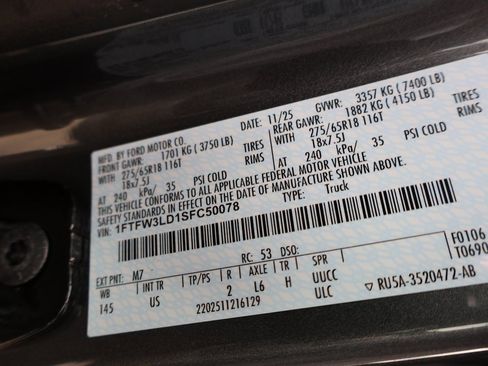 MFD. BY FORD MOTOR CO.
DATE: 11/25 GVWR: 3357 KG ( 7400 LB)
FRONT GAWR: 1701 KG ( 3750 LB) REAR GAWR: 1882 KG ( 4150 LB)
WITH 275/65R18 116T TIRES WITH 275/65R18 116T TIRES
18x7.5J RIMS 18x7.5J RIMS
AT 240 kPa/ 35 PSI COLD AT 240 kPa/ 35 PSI COLD
THIS VEHICLE CONFORMS TO ALL APPLICABLE FEDERAL MOTOR VEHICLE
SAFETY STANDARDS IN EFFECT ON THE DATE OF MANUFACTURE SHOWN ABOVE.
VIN: 1FTFW3LD1SFC50078 TYPE: Truck
F0106
T0690
EXT PNT: M7 RC: 53 DSO:
WB INT TR TP/PS R AXLE TR SPR
145 US 2 L6 H UUCC
2202511216129 ULC ▽ RU5A-3520472-AB